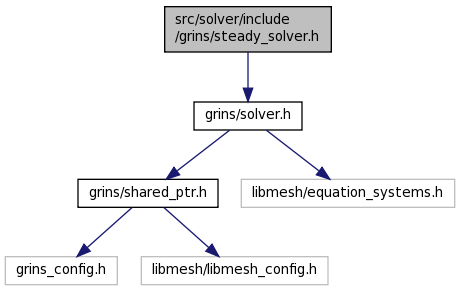 src/solver/include
/grins/steady_solver.h
grins/solver.h
grins/shared_ptr.h
libmesh/equation_systems.h
grins_config.h
libmesh/libmesh_config.h